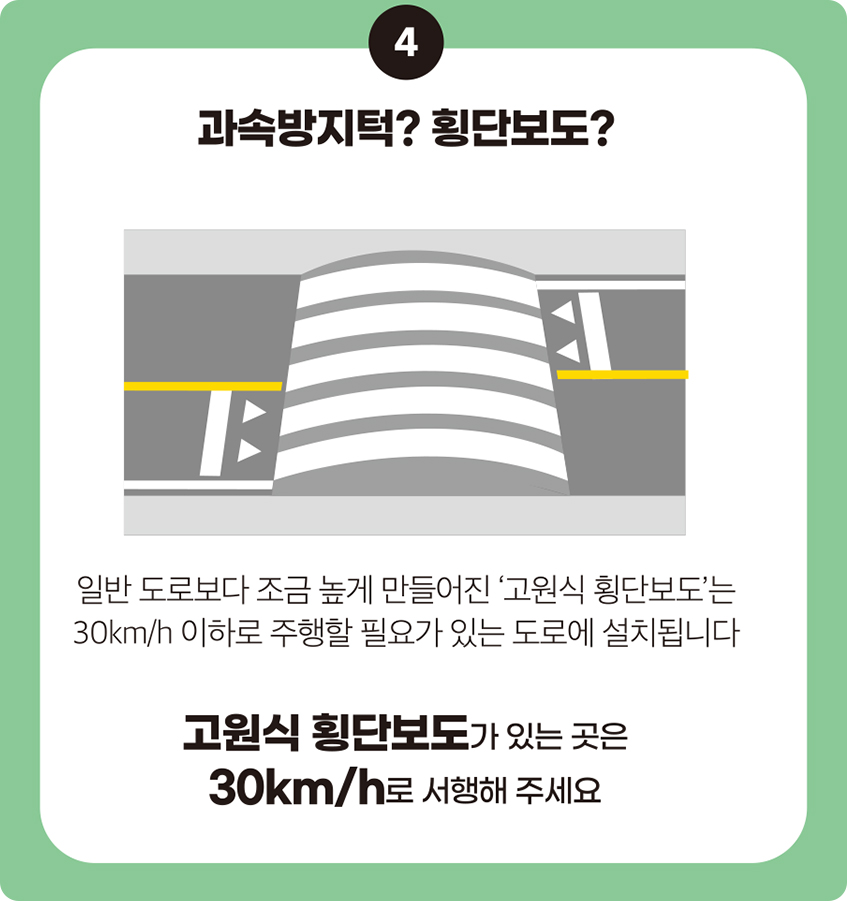 4
과속방지턱? 횡단보도?
일반 도로보다 조금 높게 만들어진 ‘고원식 횡단보도’는
30km/h 이하로 주행할 필요가 있는 도로에 설치됩니다
고원식 횡단보도가 있는 곳은
30km/h로 서행해 주세요